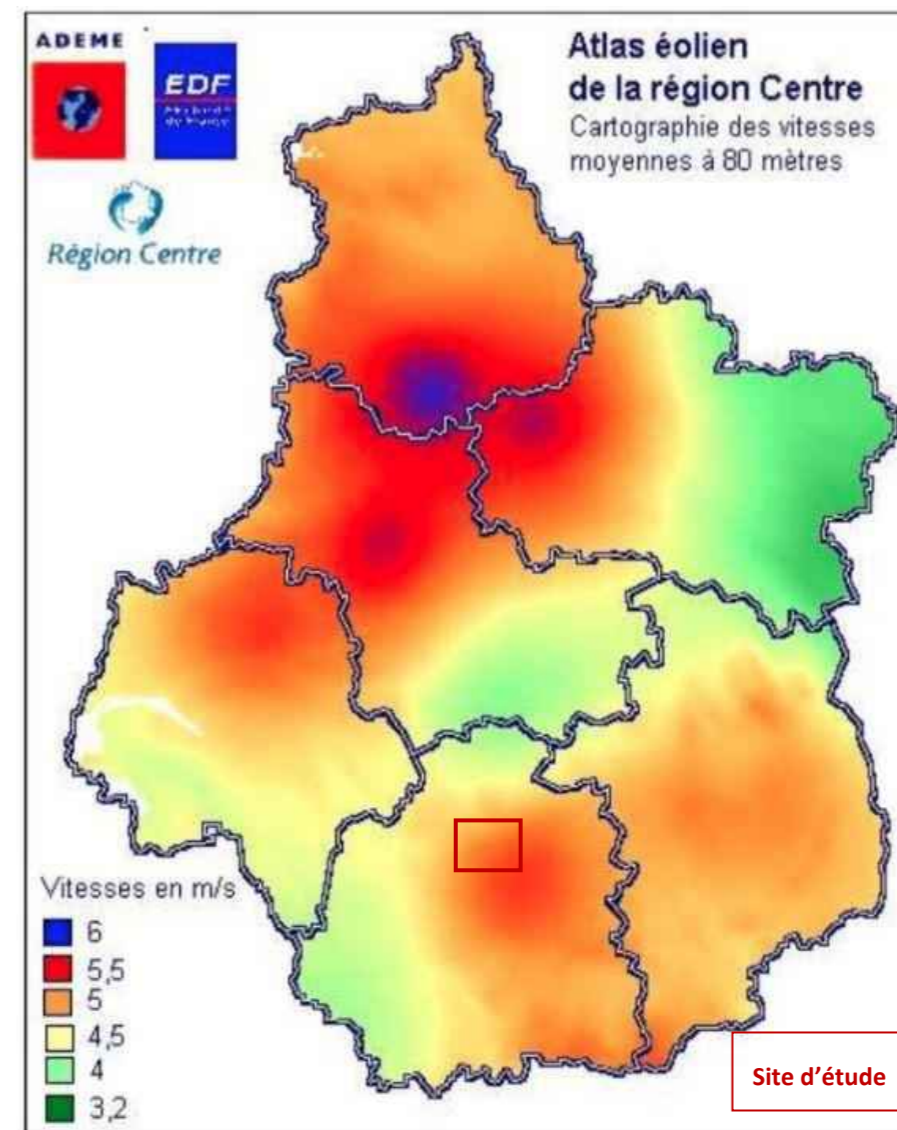 ADEME
EDF
Région Centre
Atlas éolien
de la région Centre
Cartographie des vitesses
moyennes à 80 mètres
Vitesses en m/s
6
5,5
5
4,5
4
3,2
Site d'étude